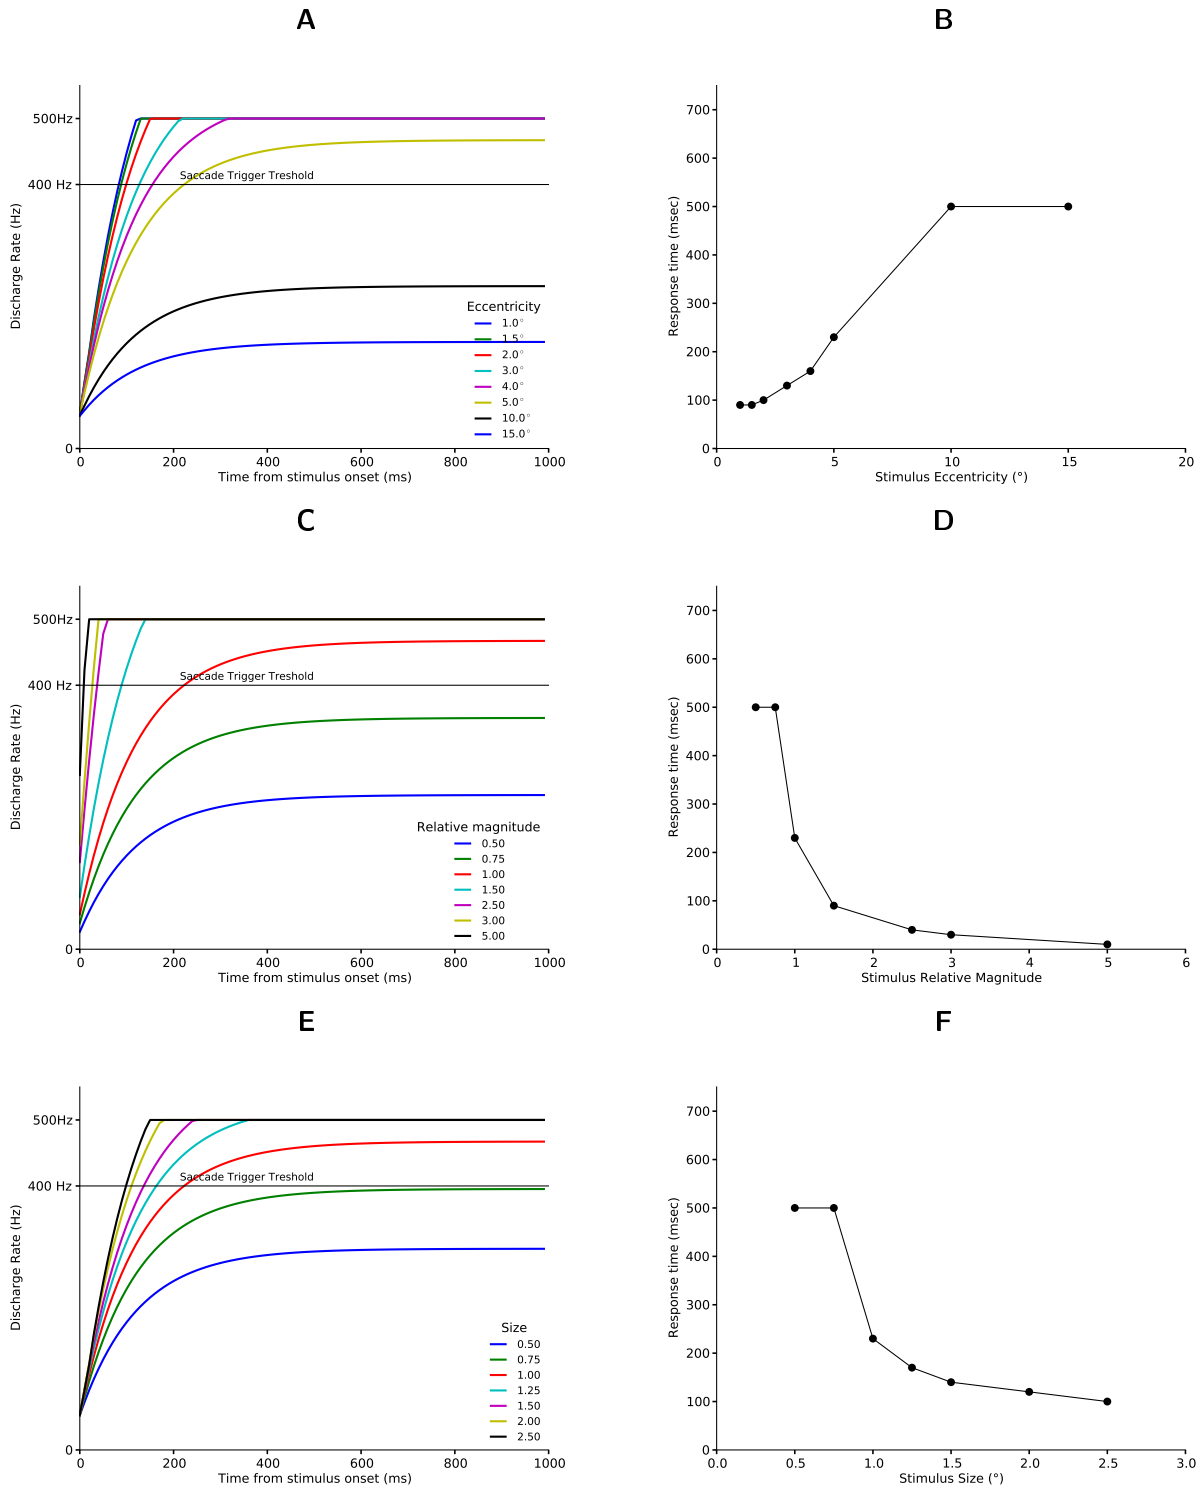 A
500Hz
400 Hz
0
Discharge Rate (Hz)
Saccade Trigger Treshold
Eccentricity
1.0°
1.5°
2.0°
3.0°
4.0°
5.0°
10.0°
15.0°
0 200 400 600 800 1000
Time from stimulus onset (ms)
B
700
600
500
400
300
200
100
0
Response time (msec)
0 5 10 15 20
Stimulus Eccentricity (°)
C
500Hz
400 Hz
0
Discharge Rate (Hz)
Saccade Trigger Treshold
Relative magnitude
0.50
0.75
1.00
1.50
2.50
3.00
5.00
0 200 400 600 800 1000
Time from stimulus onset (ms)
D
700
600
500
400
300
200
100
0
Response time (msec)
0 1 2 3 4 5 6
Stimulus Relative Magnitude
E
500Hz
400 Hz
0
Discharge Rate (Hz)
Saccade Trigger Treshold
Size
0.50
0.75
1.00
1.25
1.50
2.00
2.50
0 200 400 600 800 1000
Time from stimulus onset (ms)
F
700
600
500
400
300
200
100
0
Response time (msec)
0.0 0.5 1.0 1.5 2.0 2.5 3.0
Stimulus Size (°)